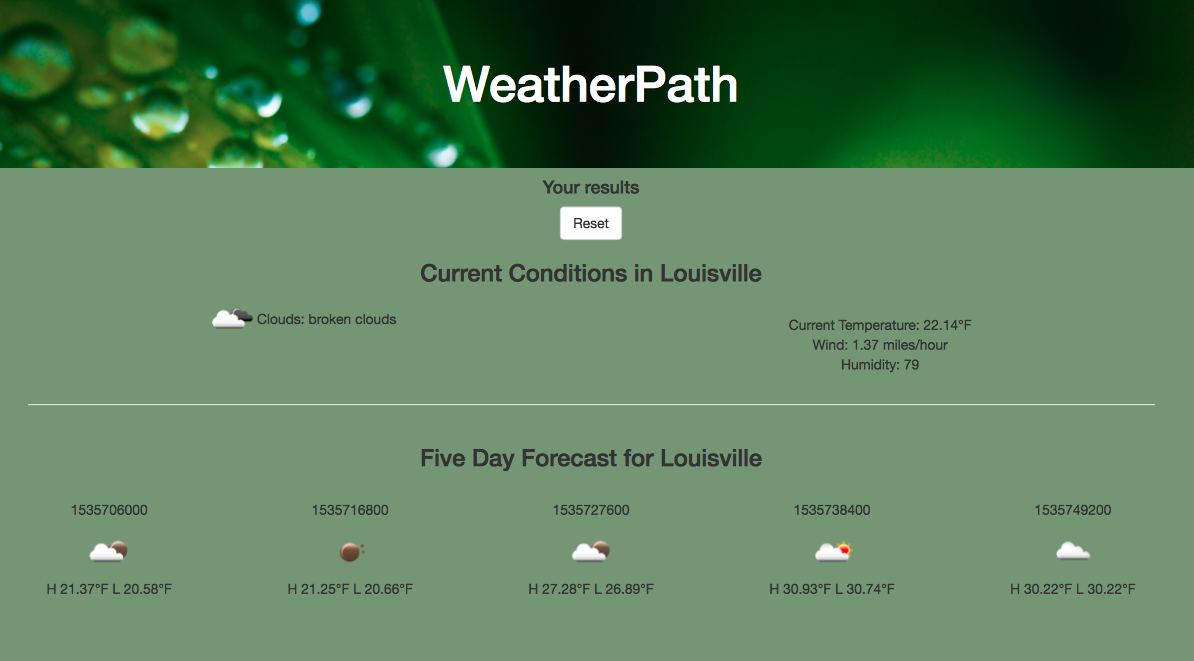 WeatherPath
Your results
Reset
Current Conditions in Louisville
Clouds: broken clouds
Current Temperature: 22.14°F
Wind: 1.37 miles/hour
Humidity: 79
Five Day Forecast for Louisville
1535706000 1535716800 1535727600 1535738400 1535749200
H 21.37°F L 20.58°F H 21.25°F L 20.66°F H 27.28°F L 26.89°F H 30.93°F L 30.74°F H 30.22°F L 30.22°F